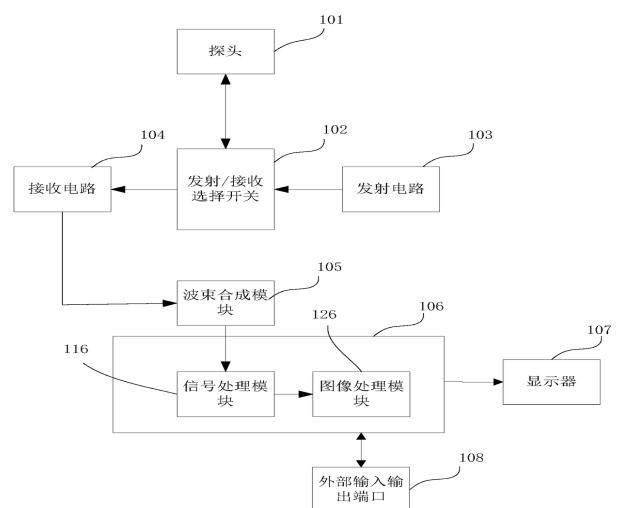 101
探头
104
102
103
接收电路
发射/接收
选择开关
发射电路
105
波束合成模
块
126
106
107
116
信号处理模
块
图像处理模
块
显示器
108
外部输入输
出端口